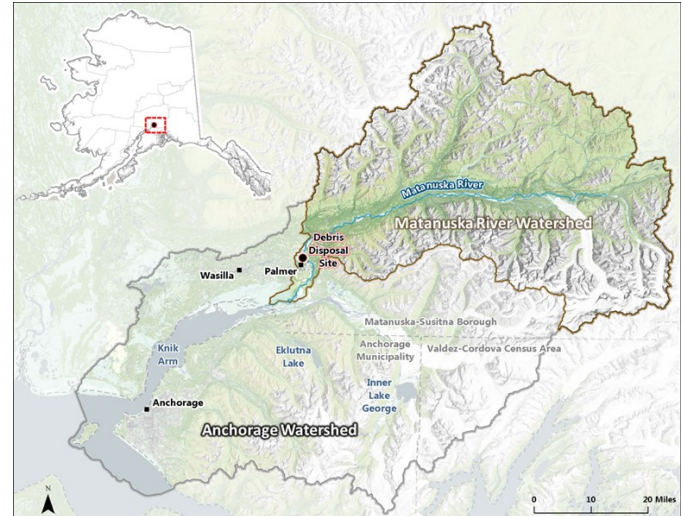 Matanuska River
Matanuska River Watershed
Debris
Disposal
Site
Palmer
Wasilla
Matanuska-Susitna Borough
Knik
Arm
Eklutna
Lake
Anchorage
Municipality
Valdez-Cordova Census Area
Inner
Lake
George
Anchorage
Anchorage Watershed
N
0 10 20 Miles